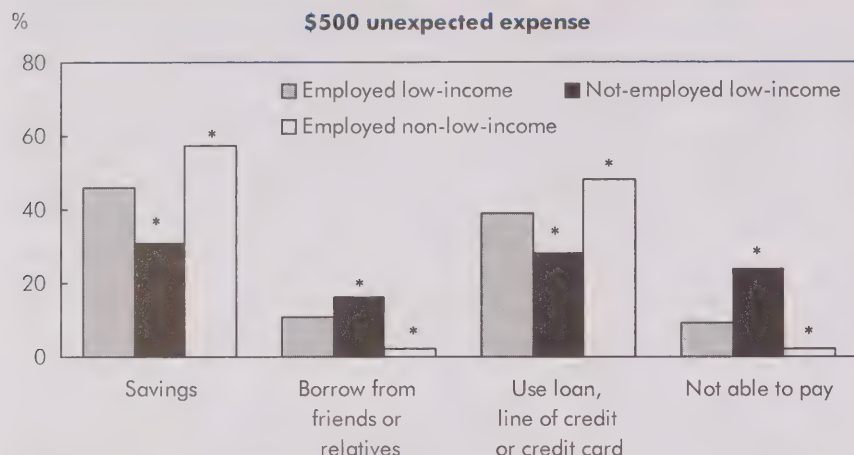 %
$500 unexpected expense
80
Employed low-income
Not-employed low-income
Employed non-low-income
60
40
20
0
*
*
*
*
*
*
*
*
Savings
Borrow from
friends or
relatives
Use loan,
line of credit
or credit card
Not able to pay